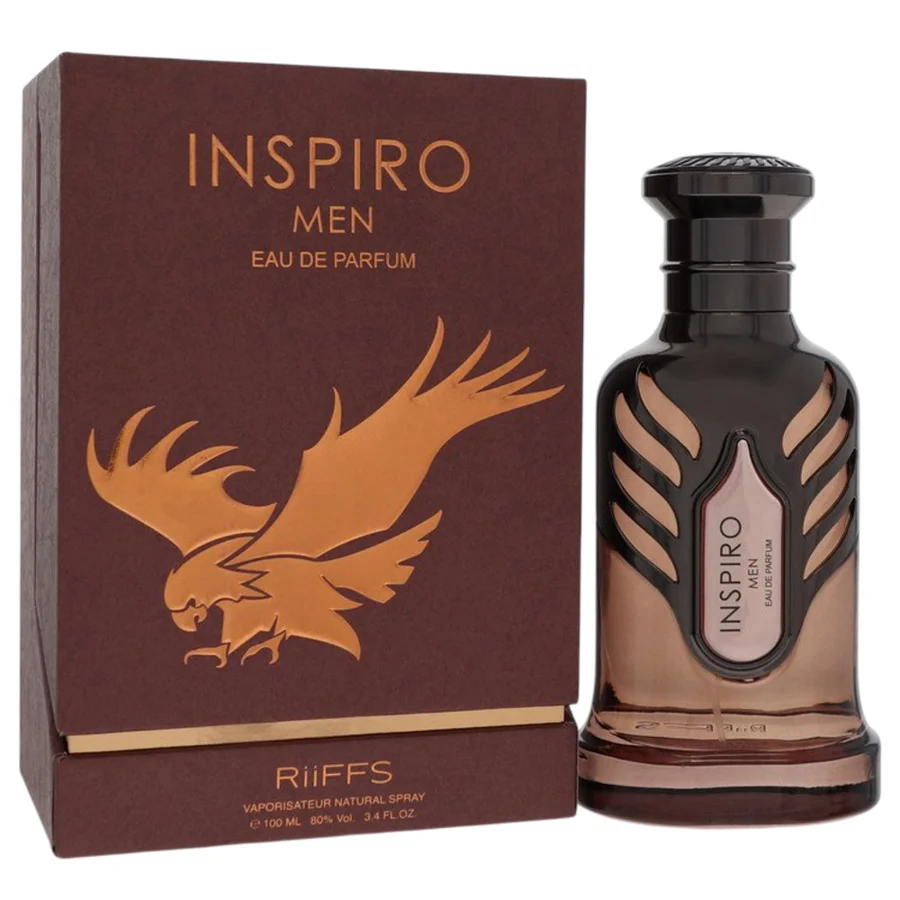 INSPIRO
MEN
EAU DE PARFUM
RiiFFS
VAPORISATEUR NATURAL SPRAY
℮ 100 ML 80% Vol. 3.4 FL.OZ.
INSPIRO
MEN
EAU DE PARFUM